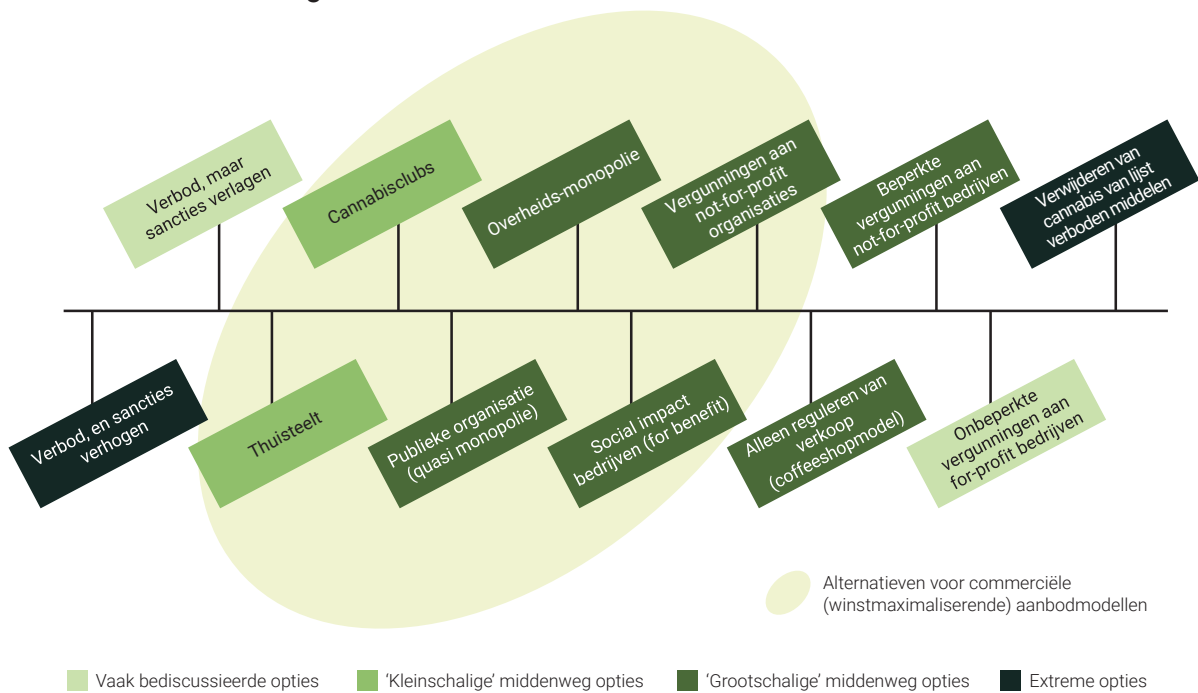 Verbod, maar
sancties verlagen
Cannabisclubs
Overheids-monopolie
Vergunningen aan
not-for-profit
organisaties
Beperkte
vergunningen aan
not-for-profit bedrijven
Verwijderen van
cannabis van lijst
verboden middelen
Verbod, en sancties
verhogen
Thuisteelt
Publieke organisatie
(quasi monopolie)
Social impact
bedrijven (for benefit)
Alleen reguleren van
verkoop
(coffeeshopmodel)
Onbeperkte
vergunningen aan
for-profit bedrijven
Alternatieven voor commerciële
(winstmaximaliserende) aanbodmodellen
Vaak bediscussieerde opties
'Kleinschalige' middenweg opties
'Grootschalige' middenweg opties
Extreme opties